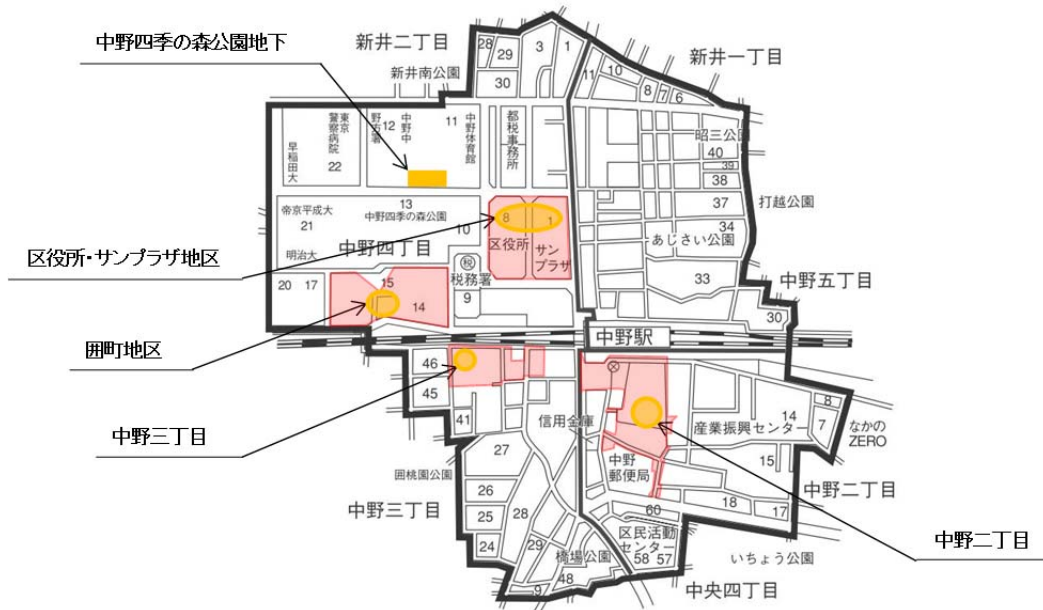 中野四季の森公園地下
新井二丁目
28
29
3
1
30
新井南公園
新井一丁目
11
10
8
7
6
東京
警察病院
22
早稲田大
野方署
12
中野中
11
中野体育館
都税事務所
昭三公園
40
39
38
37
34
打越公園
13
中野四季の森公園
帝京平成大
21
明治大
中野四丁目
10
8
区役所
1
サン
プラザ
あじさい公園
33
中野五丁目
30
区役所・サンプラザ地区
税
税務署
9
20
17
15
14
囲町地区
中野駅
46
45
41
中野三丁目
信用金庫
産業振興センター
14
8
7
なかの
ZERO
15
中野
郵便局
27
囲桃園公園
26
25
24
28
29
中野三丁目
橋場公園
48
9
60
区民活動
センター
58
57
18
17
中野二丁目
中野二丁目
いちょう公園
中央四丁目